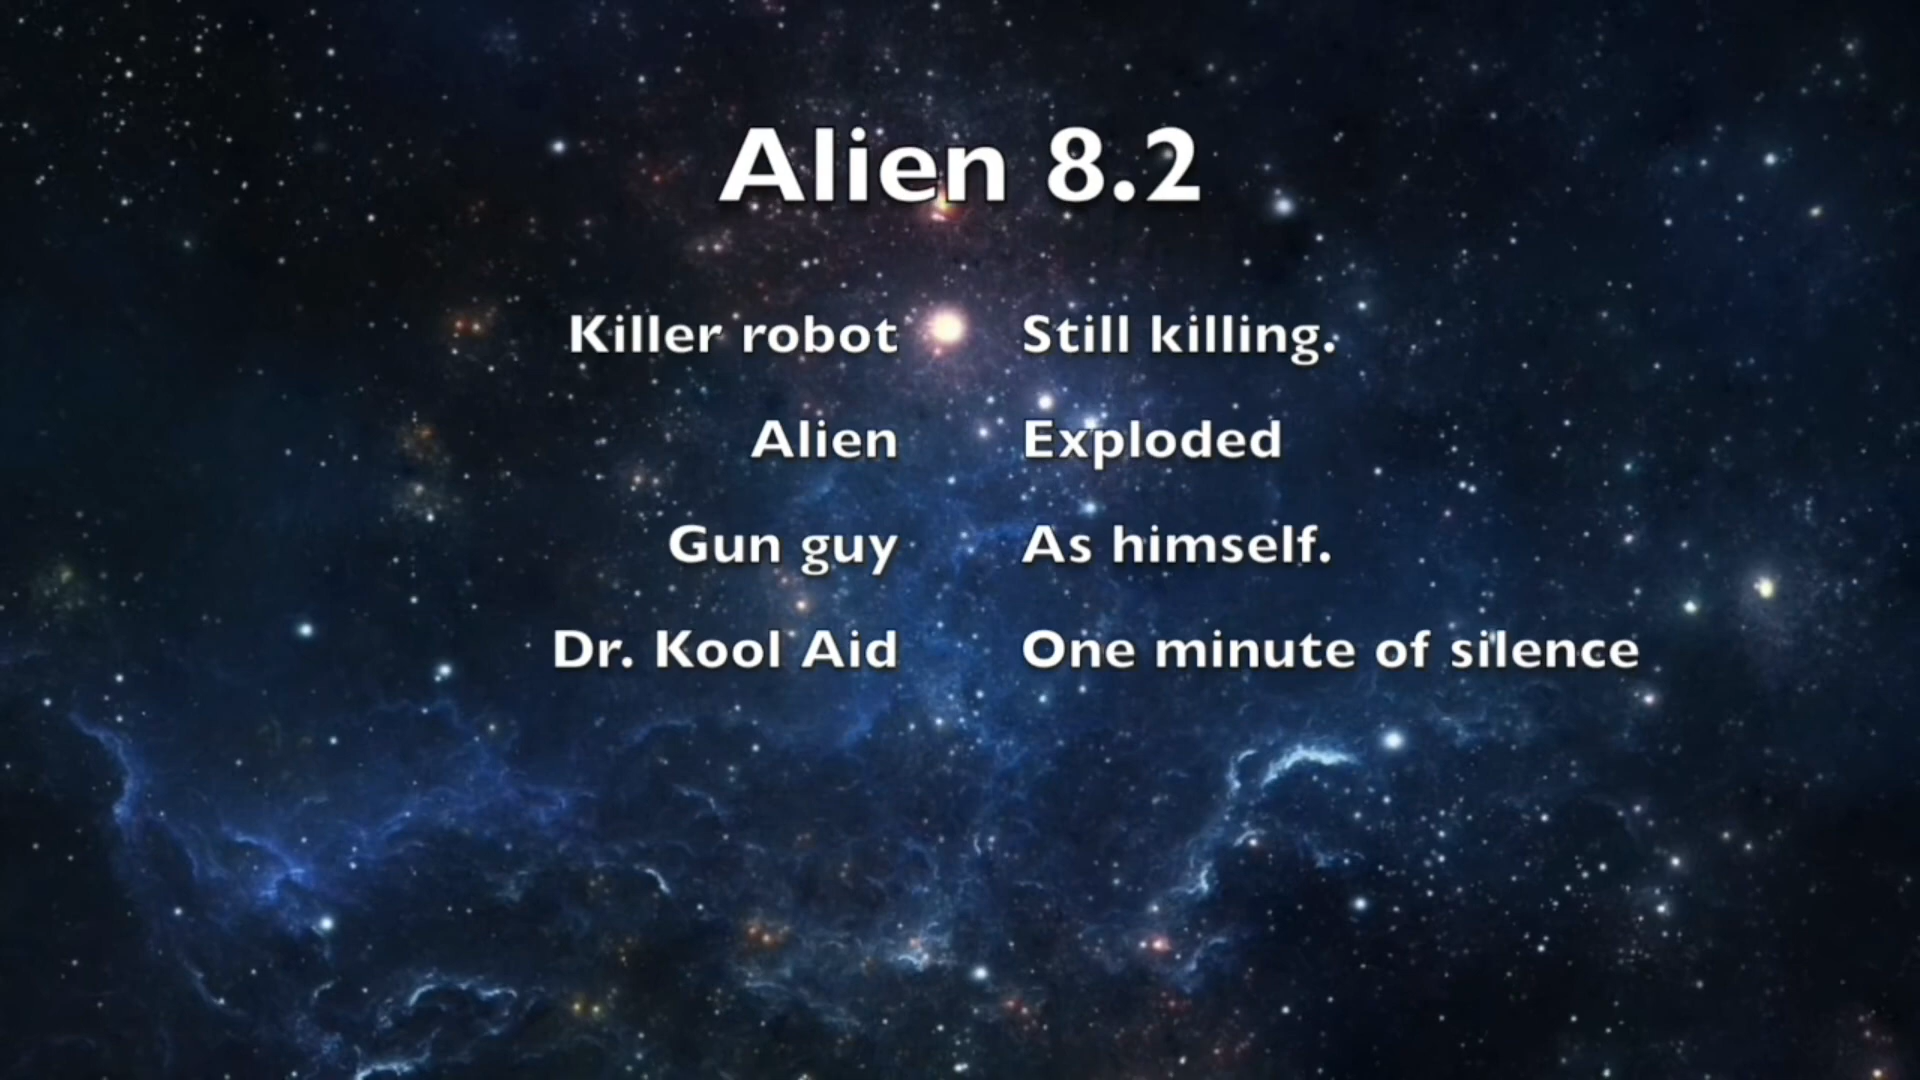 Alien 8.2
Killer robot Still killing.
Alien Exploded
Gun guy As himself.
Dr. Kool Aid One minute of silence